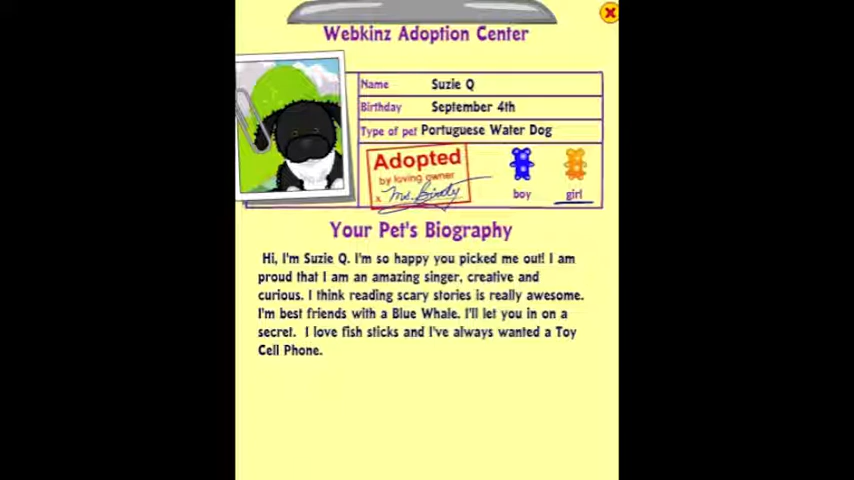 Webkinz Adoption Center
Name Suzie Q
Birthday September 4th
Type of pet Portuguese Water Dog
Adopted
by loving owner
x Ms. Birdy
boy girl
Your Pet's Biography
Hi, I'm Suzie Q. I'm so happy you picked me out! I am
proud that I am an amazing singer, creative and
curious. I think reading scary stories is really awesome.
I'm best friends with a Blue Whale. I'll let you in on a
secret. I love fish sticks and I've always wanted a Toy
Cell Phone.